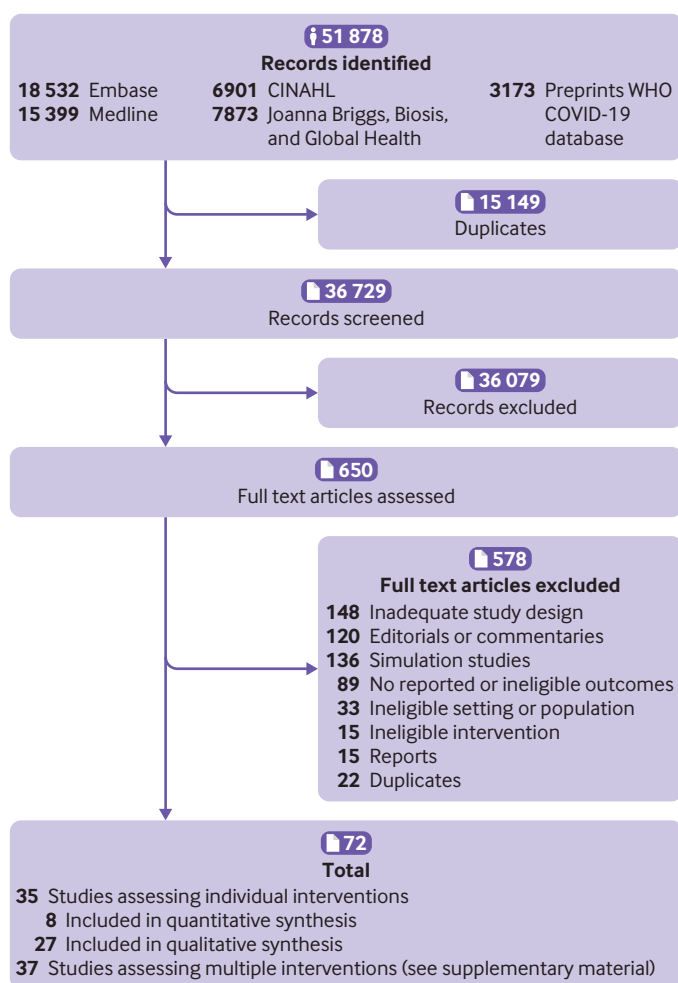 51 878
Records identified
18 532 Embase
15 399 Medline
6901 CINAHL
7873 Joanna Briggs, Biosis,
and Global Health
3173 Preprints WHO
COVID-19
database
15 149
Duplicates
36 729
Records screened
36 079
Records excluded
650
Full text articles assessed
578
Full text articles excluded
148 Inadequate study design
120 Editorials or commentaries
136 Simulation studies
89 No reported or ineligible outcomes
33 Ineligible setting or population
15 Ineligible intervention
15 Reports
22 Duplicates
72
Total
35 Studies assessing individual interventions
8 Included in quantitative synthesis
27 Included in qualitative synthesis
37 Studies assessing multiple interventions (see supplementary material)